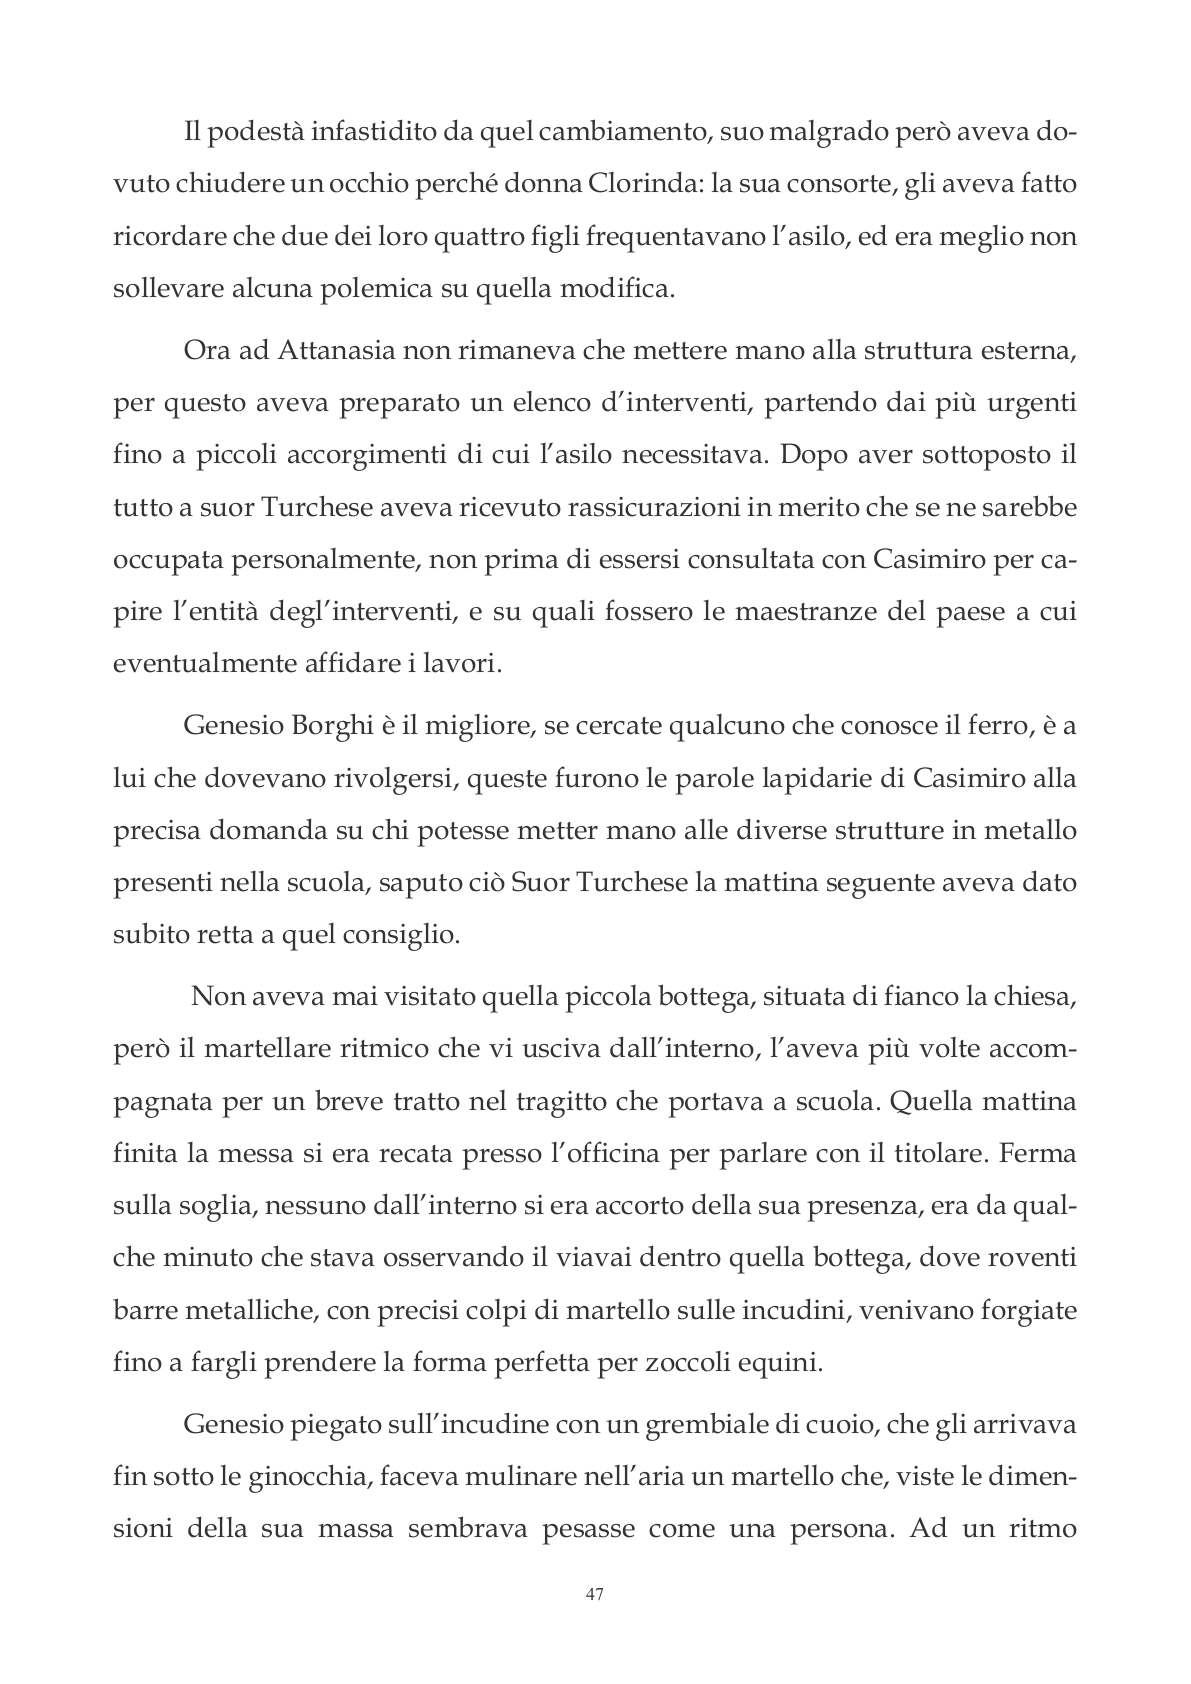 Il podestà infastidito da quel cambiamento, suo malgrado però aveva do-
vuto chiudere un occhio perché donna Clorinda: la sua consorte, gli aveva fatto
ricordare che due dei loro quattro figli frequentavano l’asilo, ed era meglio non
sollevare alcuna polemica su quella modifica.
Ora ad Attanasia non rimaneva che mettere mano alla struttura esterna,
per questo aveva preparato un elenco d’interventi, partendo dai più urgenti
fino a piccoli accorgimenti di cui l’asilo necessitava. Dopo aver sottoposto il
tutto a suor Turchese aveva ricevuto rassicurazioni in merito che se ne sarebbe
occupata personalmente, non prima di essersi consultata con Casimiro per ca-
pire l’entità degl’interventi, e su quali fossero le maestranze del paese a cui
eventualmente affidare i lavori.
Genesio Borghi è il migliore, se cercate qualcuno che conosce il ferro, è a
lui che dovevano rivolgersi, queste furono le parole lapidarie di Casimiro alla
precisa domanda su chi potesse metter mano alle diverse strutture in metallo
presenti nella scuola, saputo ciò Suor Turchese la mattina seguente aveva dato
subito retta a quel consiglio.
Non aveva mai visitato quella piccola bottega, situata di fianco la chiesa,
però il martellare ritmico che vi usciva dall’interno, l’aveva più volte accom-
pagnata per un breve tratto nel tragitto che portava a scuola. Quella mattina
finita la messa si era recata presso l’officina per parlare con il titolare. Ferma
sulla soglia, nessuno dall’interno si era accorto della sua presenza, era da qual-
che minuto che stava osservando il viavai dentro quella bottega, dove roventi
barre metalliche, con precisi colpi di martello sulle incudini, venivano forgiate
fino a fargli prendere la forma perfetta per zoccoli equini.
Genesio piegato sull’incudine con un grembiale di cuoio, che gli arrivava
fin sotto le ginocchia, faceva mulinare nell’aria un martello che, viste le dimen-
sioni della sua massa sembrava pesasse come una persona. Ad un ritmo
47